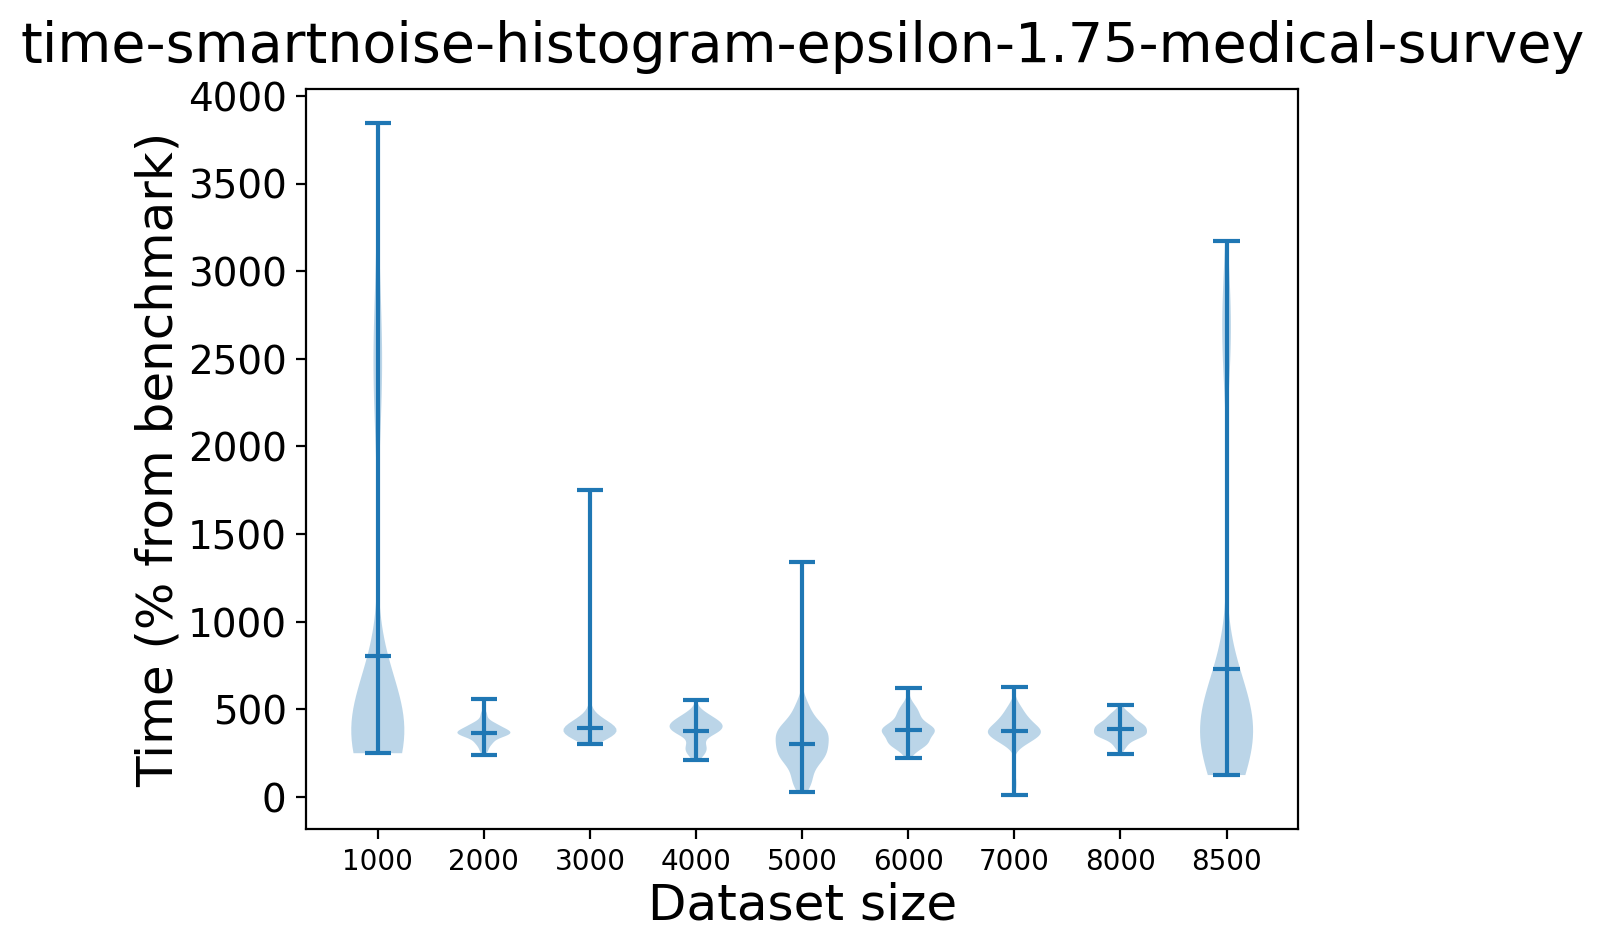 time-smartnoise-histogram-epsilon-1.75-medical-survey
Time (% from benchmark)
4000
3500
3000
2500
2000
1500
1000
500
0
1000 2000 3000 4000 5000 6000 7000 8000 8500
Dataset size